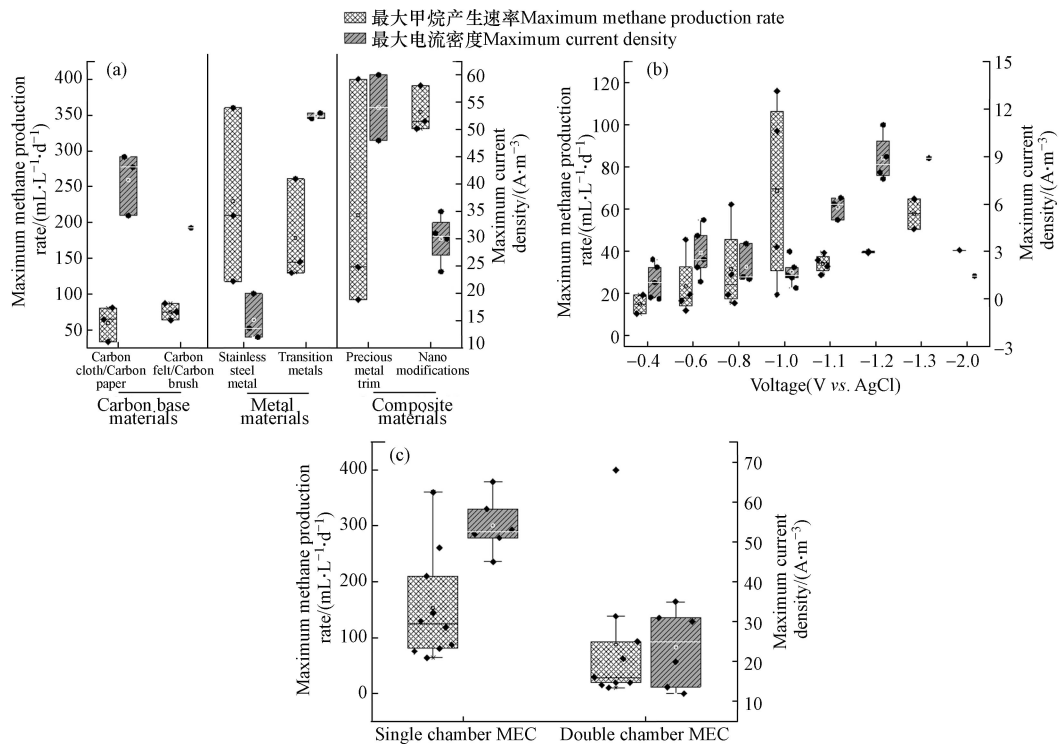 最大甲烷产生速率Maximum methane production rate
最大电流密度Maximum current density
(a)
Maximum methane production
rate/(mL·L⁻¹·d⁻¹)
400
350
300
250
200
150
100
50
60
55
50
45
40
35
30
25
20
15
10
Maximum current
density/(A·m⁻³)
Carbon
cloth/Carbon
paper
Carbon
felt/Carbon
brush
Stainless
steel
metal
Transition
metals
Precious
metal
trim
Nano
modifications
Carbon base
materials
Metal
materials
Composite
materials
(b)
Maximum methane production
rate/(mL·L⁻¹·d⁻¹)
120
100
80
60
40
20
0
15
12
9
6
3
0
−3
Maximum current
density/(A·m⁻³)
−0.4 −0.6 −0.8 −1.0 −1.1 −1.2 −1.3 −2.0
Voltage(V vs. AgCl)
(c)
Maximum methane production
rate/(mL·L⁻¹·d⁻¹)
400
300
200
100
0
70
60
50
40
30
20
10
Maximum current
density/(A·m⁻³)
Single chamber MEC Double chamber MEC